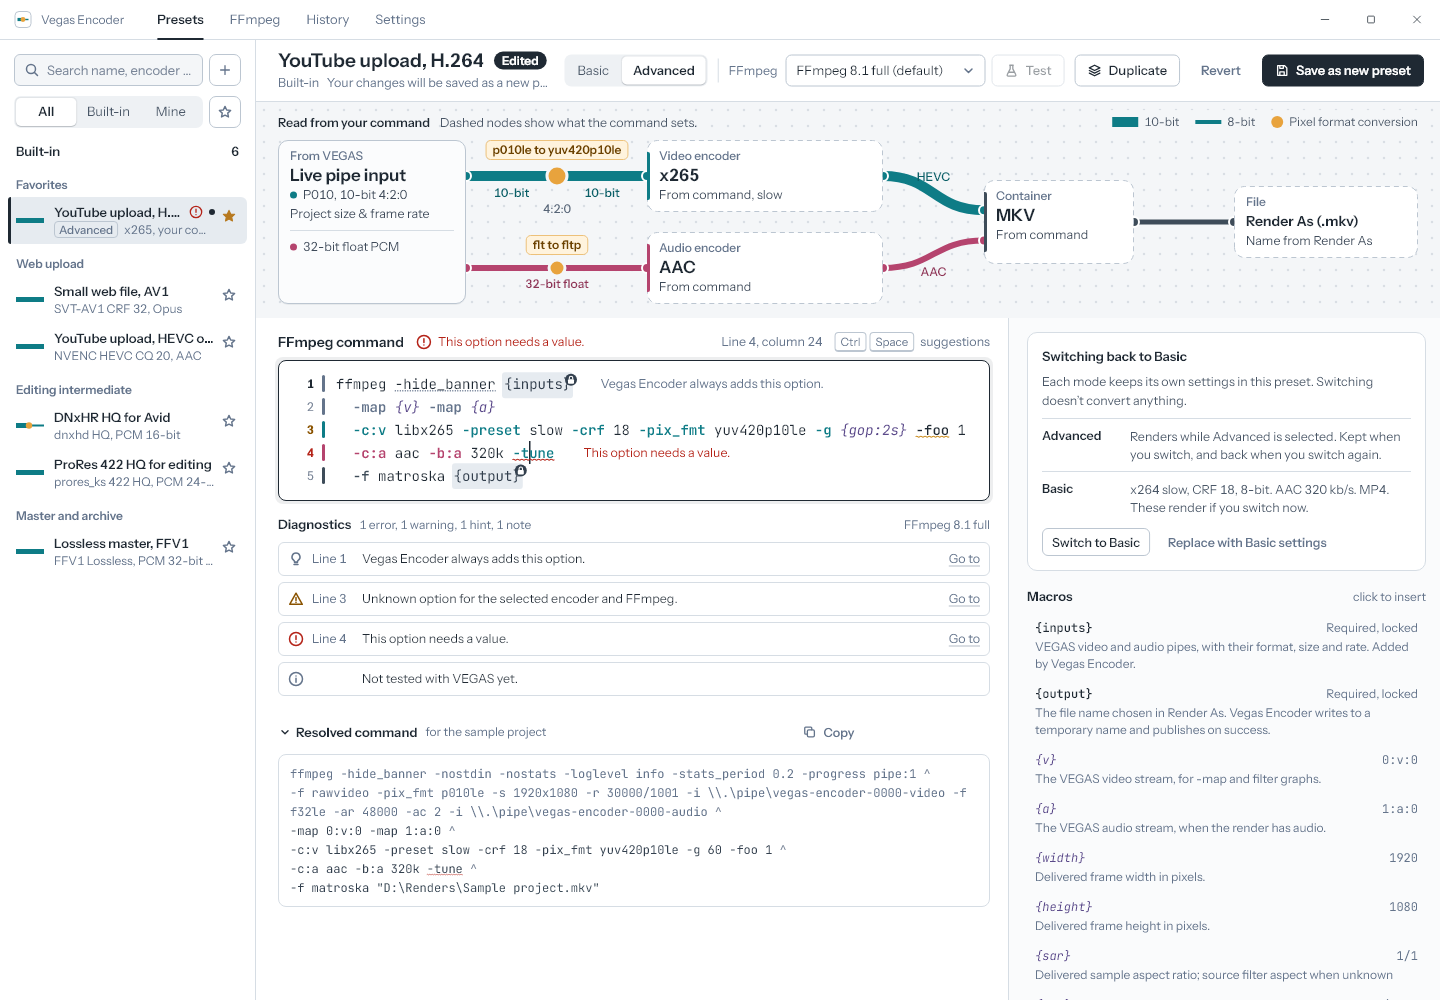 Vegas Encoder
Presets
FFmpeg
History
Settings
Search name, encoder ...
All
Built-in
Mine
Built-in
6
Favorites
YouTube upload, H....
Advanced
x265, your co...
Web upload
Small web file, AV1
SVT-AV1 CRF 32, Opus
YouTube upload, HEVC o...
NVENC HEVC CQ 20, AAC
Editing intermediate
DNxHR HQ for Avid
dnxhd HQ, PCM 16-bit
ProRes 422 HQ for editing
prores_ks 422 HQ, PCM 24-...
Master and archive
Lossless master, FFV1
FFV1 Lossless, PCM 32-bit ...
YouTube upload, H.264
Edited
Built-in Your changes will be saved as a new p...
Basic
Advanced
FFmpeg
FFmpeg 8.1 full (default)
Test
Duplicate
Revert
Save as new preset
Read from your command Dashed nodes show what the command sets.
10-bit
8-bit
Pixel format conversion
From VEGAS
Live pipe input
P010, 10-bit 4:2:0
Project size & frame rate
32-bit float PCM
p010le to yuv420p10le
10-bit
10-bit
4:2:0
flt to fltp
32-bit float
Video encoder
x265
From command, slow
Audio encoder
AAC
From command
HEVC
AAC
Container
MKV
From command
File
Render As (.mkv)
Name from Render As
FFmpeg command
This option needs a value.
Line 4, column 24
Ctrl
Space
suggestions
1 ffmpeg -hide_banner {inputs} Vegas Encoder always adds this option.
2 -map {v} -map {a}
3 -c:v libx265 -preset slow -crf 18 -pix_fmt yuv420p10le -g {gop:2s} -foo 1
4 -c:a aac -b:a 320k -tune This option needs a value.
5 -f matroska {output}
Diagnostics 1 error, 1 warning, 1 hint, 1 note
FFmpeg 8.1 full
Line 1 Vegas Encoder always adds this option. Go to
Line 3 Unknown option for the selected encoder and FFmpeg. Go to
Line 4 This option needs a value. Go to
Not tested with VEGAS yet.
Resolved command for the sample project
Copy
ffmpeg -hide_banner -nostdin -nostats -loglevel info -stats_period 0.2 -progress pipe:1 ^
-f rawvideo -pix_fmt p010le -s 1920x1080 -r 30000/1001 -i \\.\pipe\vegas-encoder-0000-video -f
f32le -ar 48000 -ac 2 -i \\.\pipe\vegas-encoder-0000-audio ^
-map 0:v:0 -map 1:a:0 ^
-c:v libx265 -preset slow -crf 18 -pix_fmt yuv420p10le -g 60 -foo 1 ^
-c:a aac -b:a 320k -tune ^
-f matroska "D:\Renders\Sample project.mkv"
Switching back to Basic
Each mode keeps its own settings in this preset. Switching
doesn't convert anything.
Advanced
Renders while Advanced is selected. Kept when
you switch, and back when you switch again.
Basic
x264 slow, CRF 18, 8-bit. AAC 320 kb/s. MP4.
These render if you switch now.
Switch to Basic
Replace with Basic settings
Macros
click to insert
{inputs}
Required, locked
VEGAS video and audio pipes, with their format, size and rate. Added
by Vegas Encoder.
{output}
Required, locked
The file name chosen in Render As. Vegas Encoder writes to a
temporary name and publishes on success.
{v}
0:v:0
The VEGAS video stream, for -map and filter graphs.
{a}
1:a:0
The VEGAS audio stream, when the render has audio.
{width}
1920
Delivered frame width in pixels.
{height}
1080
Delivered frame height in pixels.
{sar}
1/1
Delivered sample aspect ratio; source filter aspect when unknown